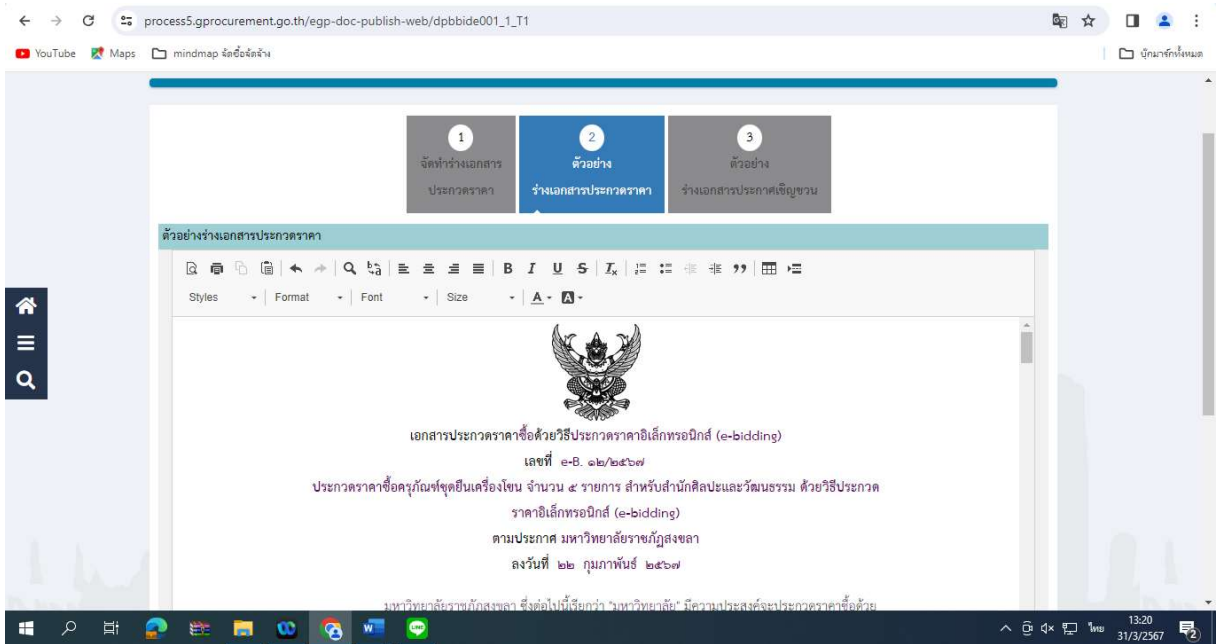 process5.gprocurement.go.th/egp-doc-publish-web/dpbbide001_1_T1
YouTube Maps mindmap จัดซื้อจัดจ้าง บุ๊กมาร์กทั้งหมด
1 2 3
จัดทำร่างเอกสาร ตัวอย่าง ตัวอย่าง
ประกวดราคา ร่างเอกสารประกวดราคา ร่างเอกสารประกาศเชิญชวน
ตัวอย่างร่างเอกสารประกวดราคา
Styles Format Font Size
เอกสารประกวดราคาซื้อด้วยวิธีประกวดราคาอิเล็กทรอนิกส์ (e-bidding)
เลขที่ e-B. ๑๒/๒๕๖๗
ประกวดราคาซื้อครุภัณฑ์ชุดยืนเครื่องโขน จำนวน ๕ รายการ สำหรับสำนักศิลปะและวัฒนธรรม ด้วยวิธีประกวด
ราคาอิเล็กทรอนิกส์ (e-bidding)
ตามประกาศ มหาวิทยาลัยราชภัฏสงขลา
ลงวันที่ ๒๒ กุมภาพันธ์ ๒๕๖๗
มหาวิทยาลัยราชภัฏสงขลา ซึ่งต่อไปนี้เรียกว่า "มหาวิทยาลัย" มีความประสงค์จะประกวดราคาซื้อด้วย
ไทย
13:20
31/3/2567